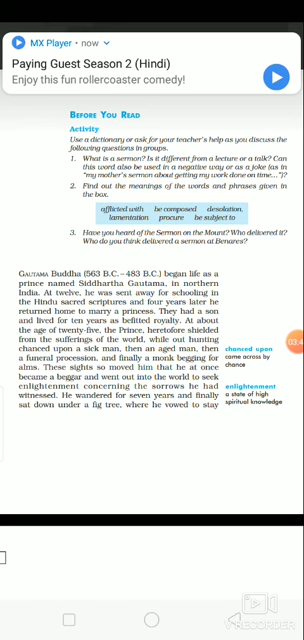 MX Player • now
Paying Guest Season 2 (Hindi)
Enjoy this fun rollercoaster comedy!
BEFORE YOU READ
Activity
Use a dictionary or ask for your teacher's help as you discuss the
following questions in groups.
1. What is a sermon? Is it different from a lecture or a talk? Can
this word also be used in a negative way or as a joke (as in
"my mother's sermon about getting my work done on time…")?
2. Find out the meanings of the words and phrases given in
the box.
afflicted with be composed desolation,
lamentation procure be subject to
3. Have you heard of the Sermon on the Mount? Who delivered it?
Who do you think delivered a sermon at Benares?
GAUTAMA Buddha (563 B.C. – 483 B.C.) began life as a
prince named Siddhartha Gautama, in northern
India. At twelve, he was sent away for schooling in
the Hindu sacred scriptures and four years later he
returned home to marry a princess. They had a son
and lived for ten years as befitted royalty. At about
the age of twenty-five, the Prince, heretofore shielded
from the sufferings of the world, while out hunting
chanced upon a sick man, then an aged man, then
a funeral procession, and finally a monk begging for
alms. These sights so moved him that he at once
became a beggar and went out into the world to seek
enlightenment concerning the sorrows he had
witnessed. He wandered for seven years and finally
sat down under a fig tree, where he vowed to stay
03:4
chanced upon
came across by
chance
enlightenment
a state of high
spiritual knowledge
V RECORDER